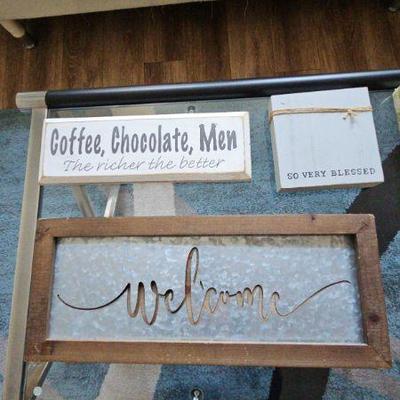 Coffee, Chocolate, Men
The richer the better
SO VERY BLESSED
welcome